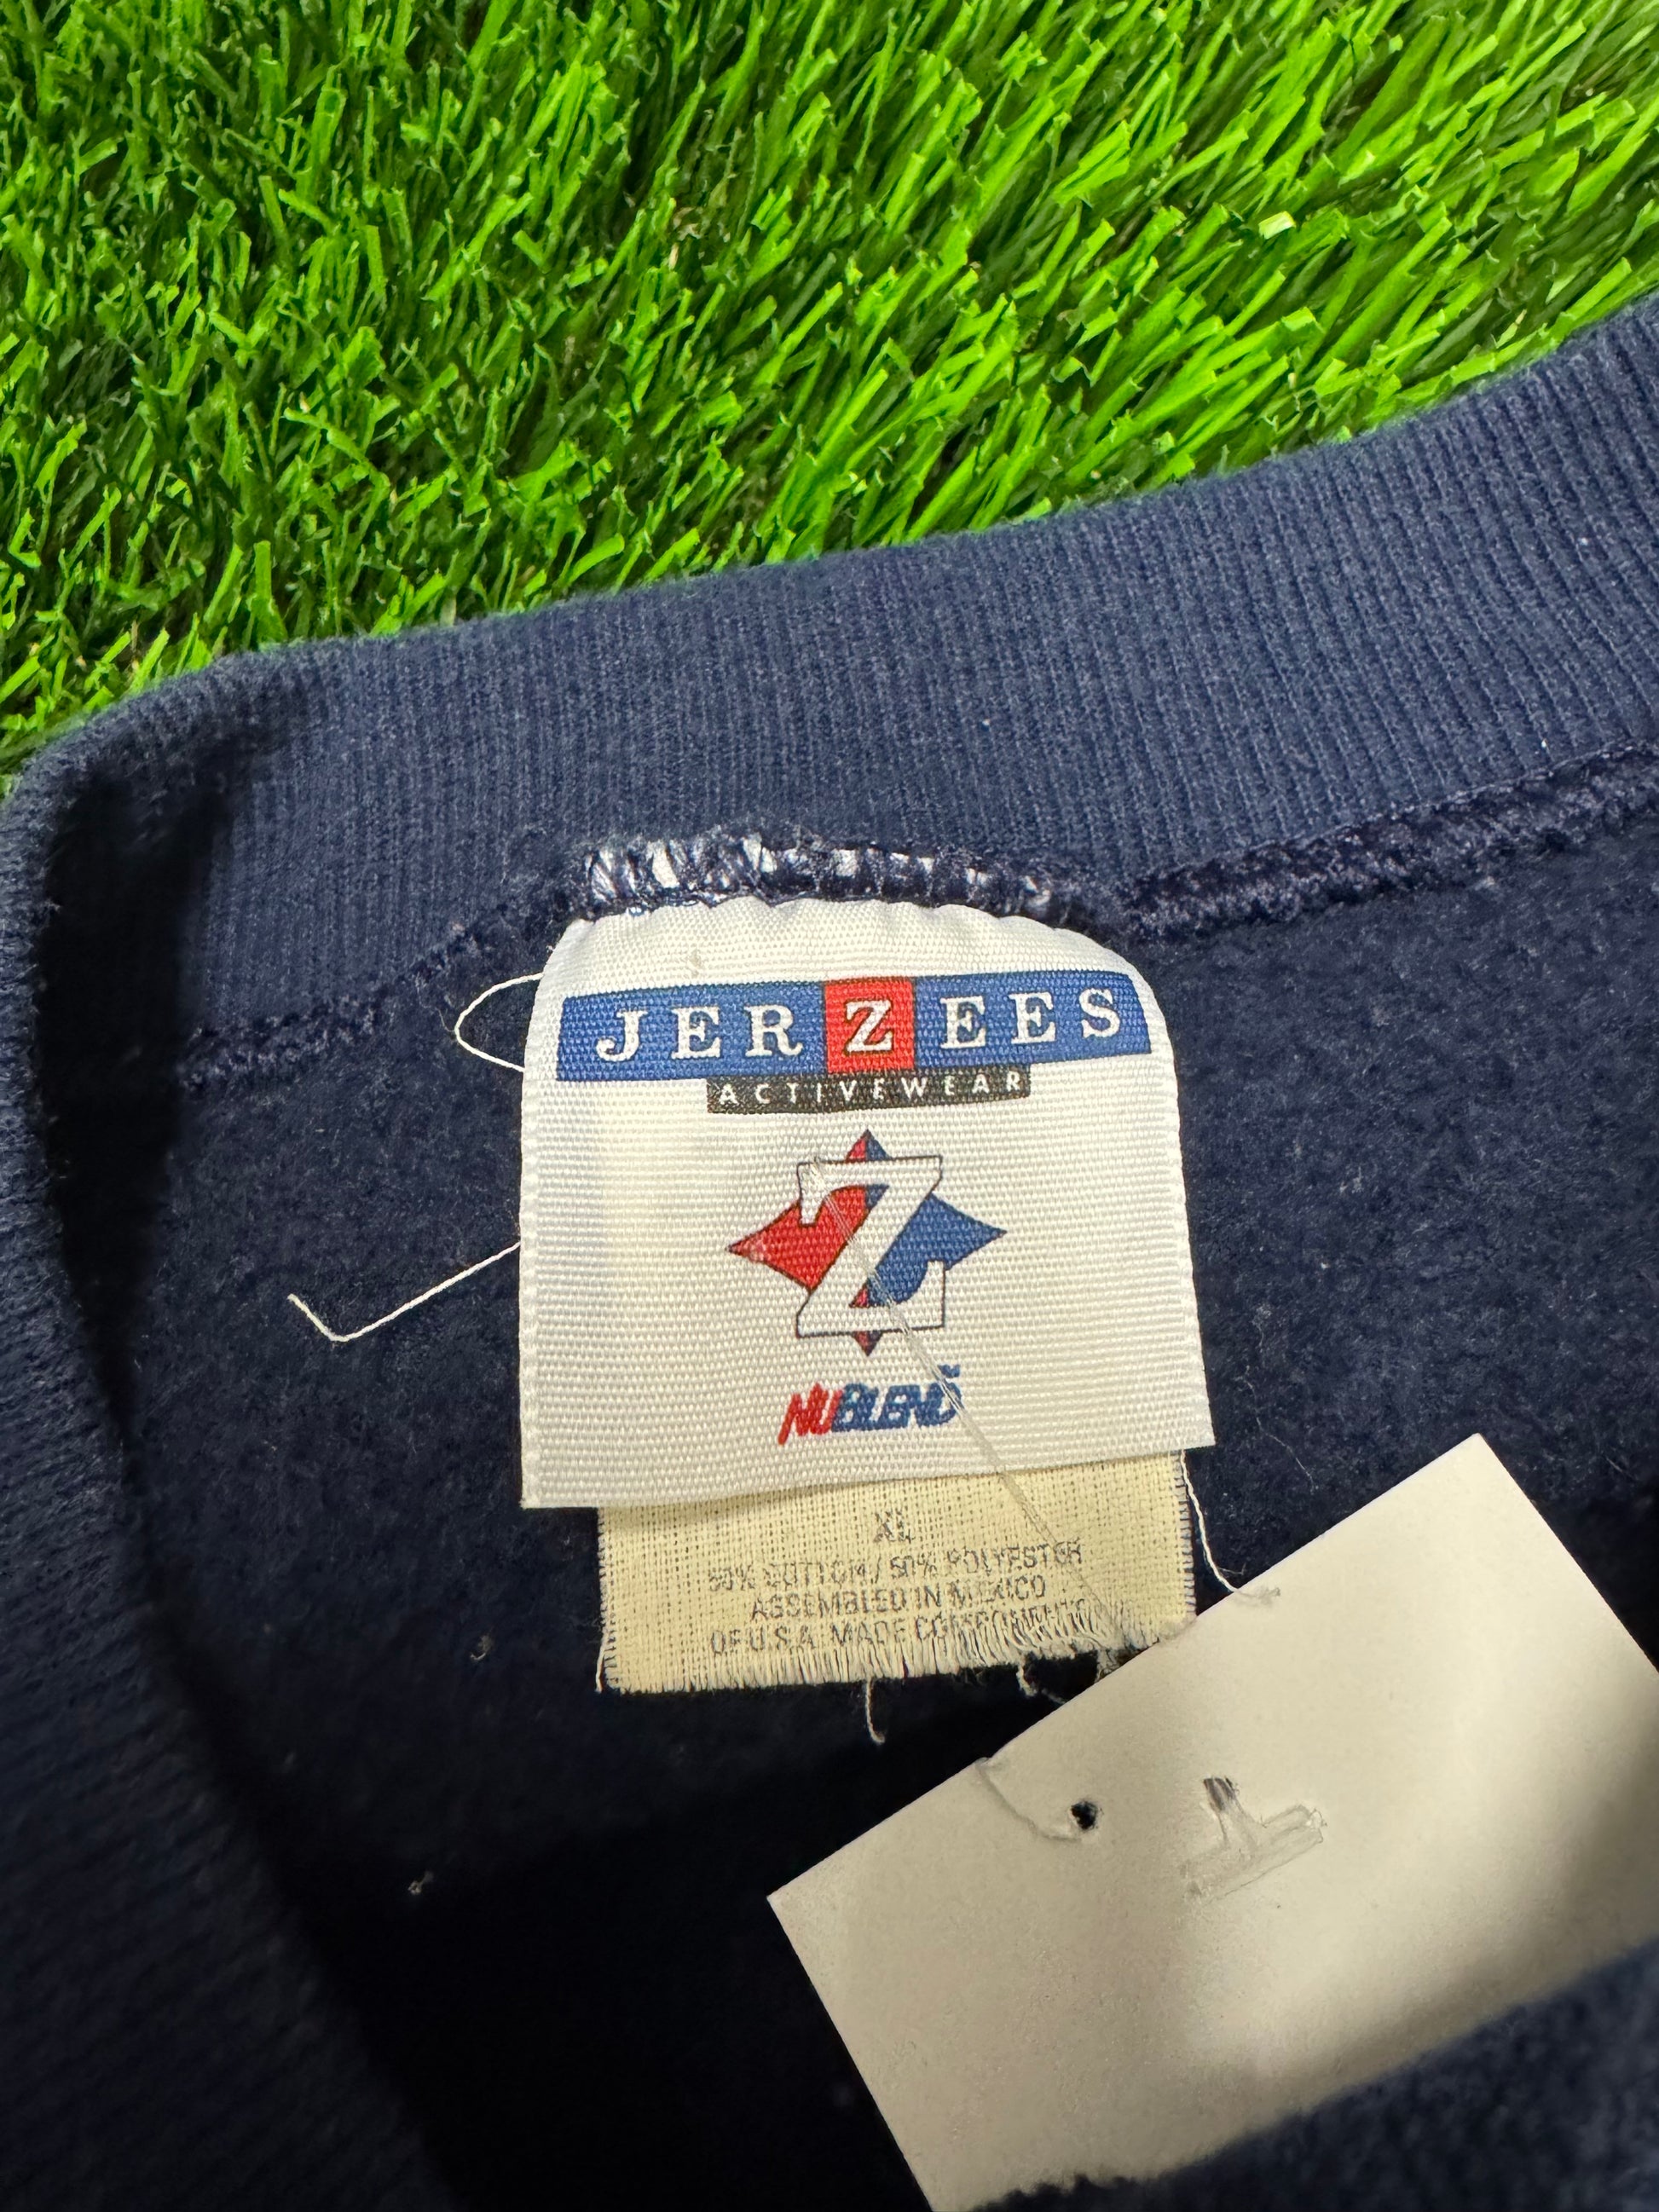 JERZEES
ACTIVEWEAR
Z
NUBLEND
XL
50% COTTON / 50% POLYESTER
ASSEMBLED IN MEXICO
OF U.S.A. MADE COMPONENTS